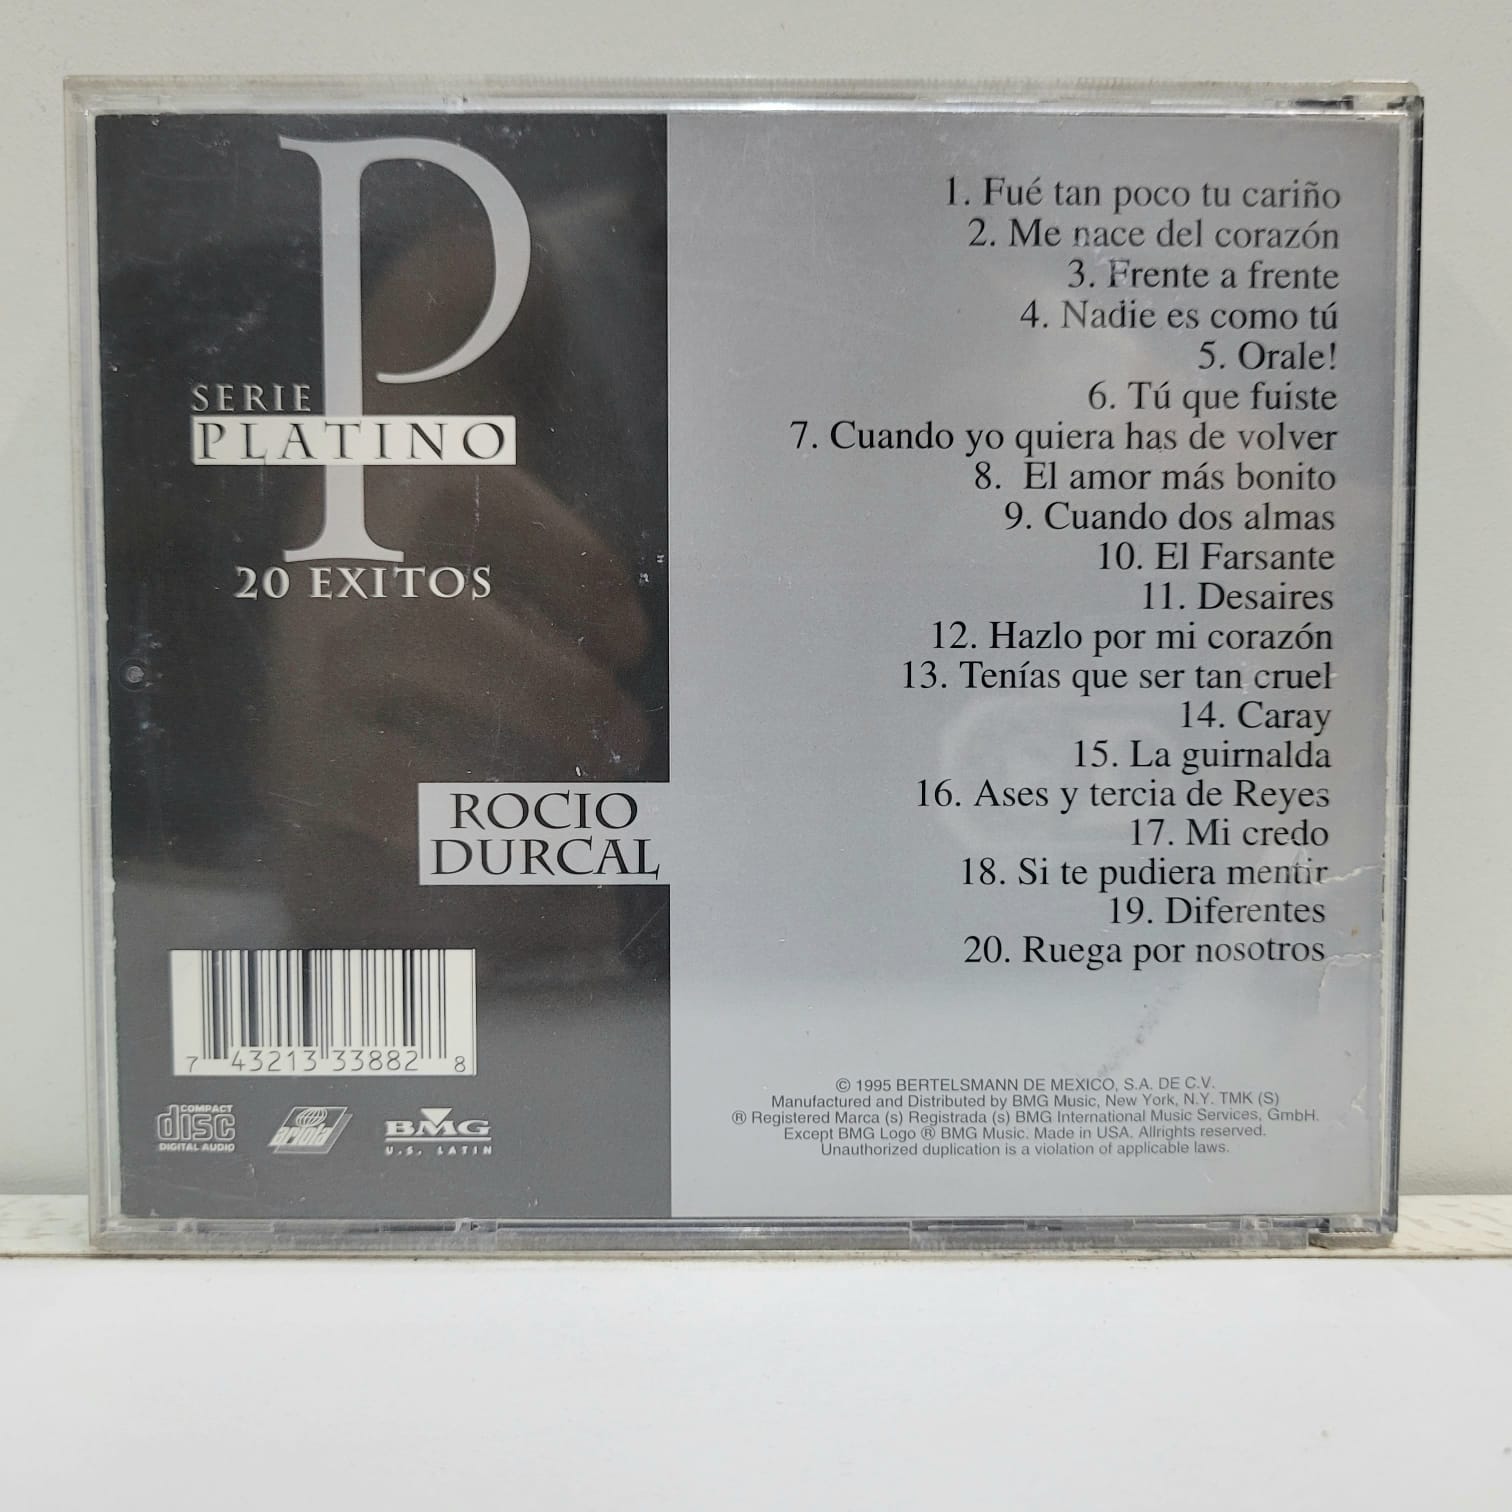 P
SERIE
PLATINO
20 EXITOS
ROCIO
DURCAL
7 43213 33882 8
COMPACT
disc
DIGITAL AUDIO
ariola
BMG
U.S. LATIN
1. Fué tan poco tu cariño
2. Me nace del corazón
3. Frente a frente
4. Nadie es como tú
5. Orale!
6. Tú que fuiste
7. Cuando yo quiera has de volver
8. El amor más bonito
9. Cuando dos almas
10. El Farsante
11. Desaires
12. Hazlo por mi corazón
13. Tenías que ser tan cruel
14. Caray
15. La guirnalda
16. Ases y tercia de Reyes
17. Mi credo
18. Si te pudiera mentir
19. Diferentes
20. Ruega por nosotros
© 1995 BERTELSMANN DE MEXICO, S.A. DE C.V.
Manufactured and Distributed by BMG Music, New York, N.Y. TMK (S)
® Registered Marca (s) Registrada (s) BMG International Music Services, GmbH.
Except BMG Logo ® BMG Music. Made in USA. Allrights reserved.
Unauthorized duplication is a violation of applicable laws.